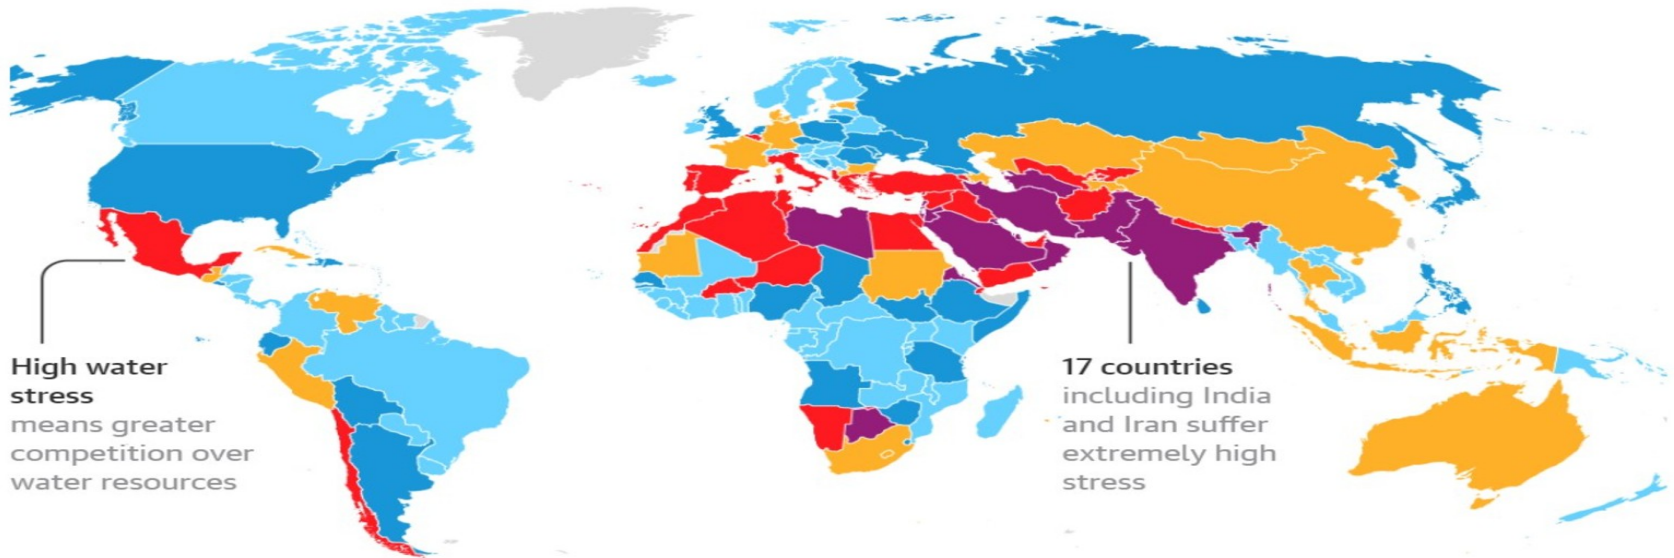 High water
stress
means greater
competition over
water resources
17 countries
including India
and Iran suffer
extremely high
stress